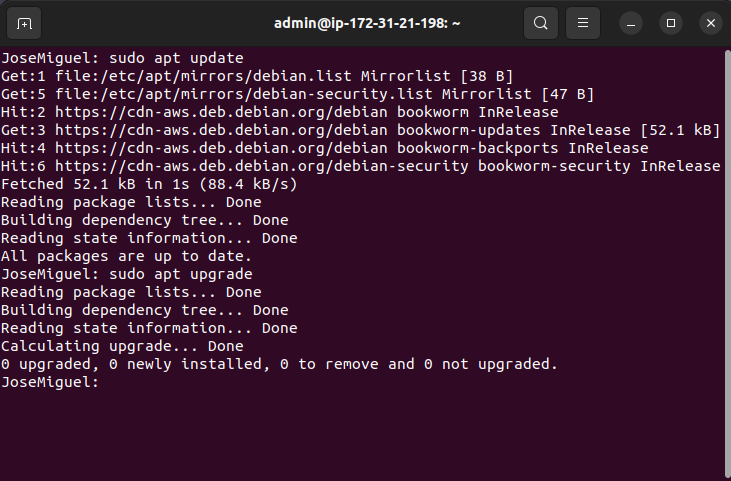 admin@ip-172-31-21-198: ~
JoseMiguel: sudo apt update
Get:1 file:/etc/apt/mirrors/debian.list Mirrorlist [38 B]
Get:5 file:/etc/apt/mirrors/debian-security.list Mirrorlist [47 B]
Hit:2 https://cdn-aws.deb.debian.org/debian bookworm InRelease
Get:3 https://cdn-aws.deb.debian.org/debian bookworm-updates InRelease [52.1 kB]
Hit:4 https://cdn-aws.deb.debian.org/debian bookworm-backports InRelease
Hit:6 https://cdn-aws.deb.debian.org/debian-security bookworm-security InRelease
Fetched 52.1 kB in 1s (88.4 kB/s)
Reading package lists... Done
Building dependency tree... Done
Reading state information... Done
All packages are up to date.
JoseMiguel: sudo apt upgrade
Reading package lists... Done
Building dependency tree... Done
Reading state information... Done
Calculating upgrade... Done
0 upgraded, 0 newly installed, 0 to remove and 0 not upgraded.
JoseMiguel: